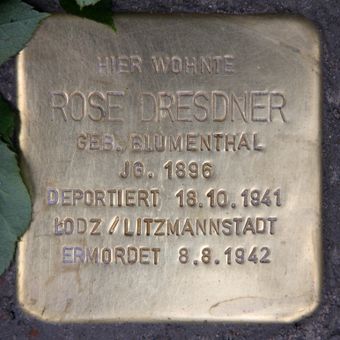 HIER WOHNTE
ROSE DRESDNER
GEB. BLUMENTHAL
JG. 1896
DEPORTIERT 18.10.1941
ŁODZ / LITZMANNSTADT
ERMORDET 8.8.1942